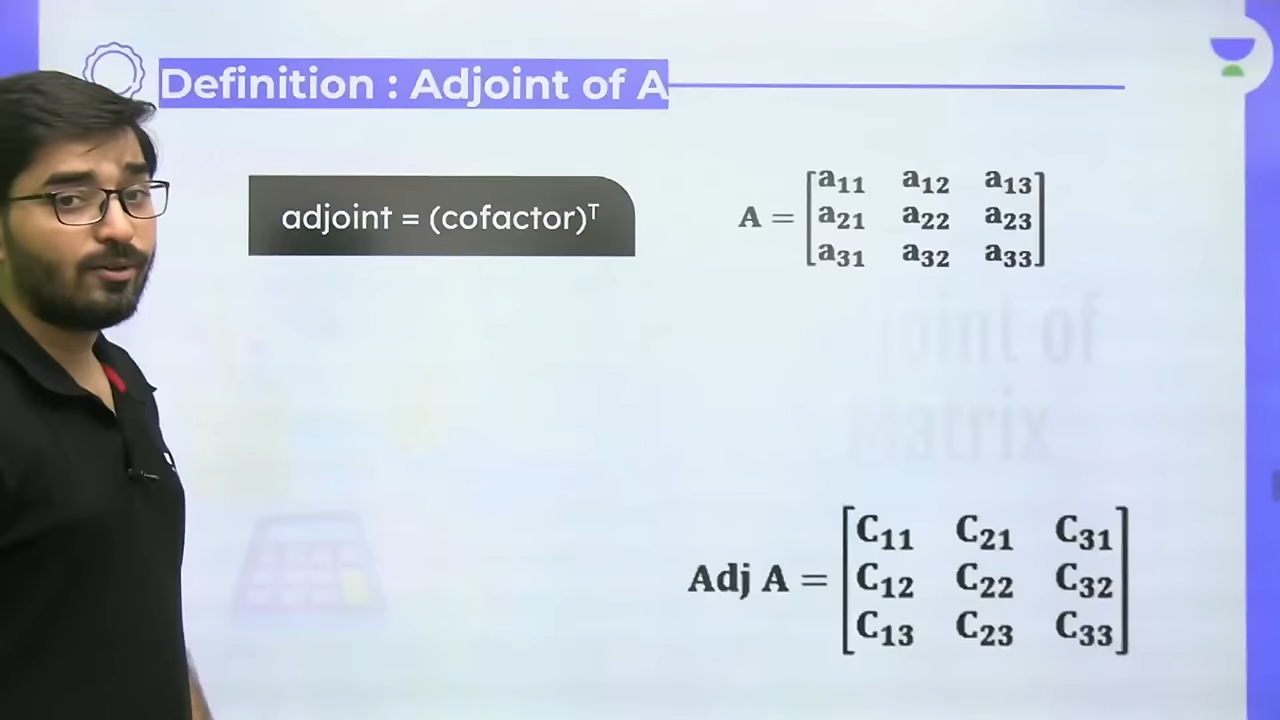 Definition : Adjoint of A
adjoint = (cofactor)ᵀ
A = [a₁₁ a₁₂ a₁₃
a₂₁ a₂₂ a₂₃
a₃₁ a₃₂ a₃₃]
Adj A = [C₁₁ C₂₁ C₃₁
C₁₂ C₂₂ C₃₂
C₁₃ C₂₃ C₃₃]